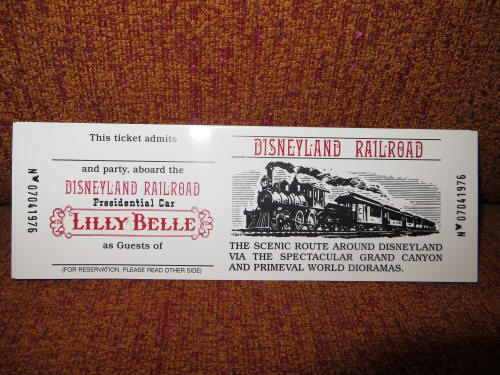 This ticket admits
and party, aboard the
DISNEYLAND RAILROAD
Presidential Car
LILLY BELLE
as Guests of
(FOR RESERVATION, PLEASE READ OTHER SIDE)
Nº 07041976
DISNEYLAND RAILROAD
THE SCENIC ROUTE AROUND DISNEYLAND
VIA THE SPECTACULAR GRAND CANYON
AND PRIMEVAL WORLD DIORAMAS.
Nº 07041976